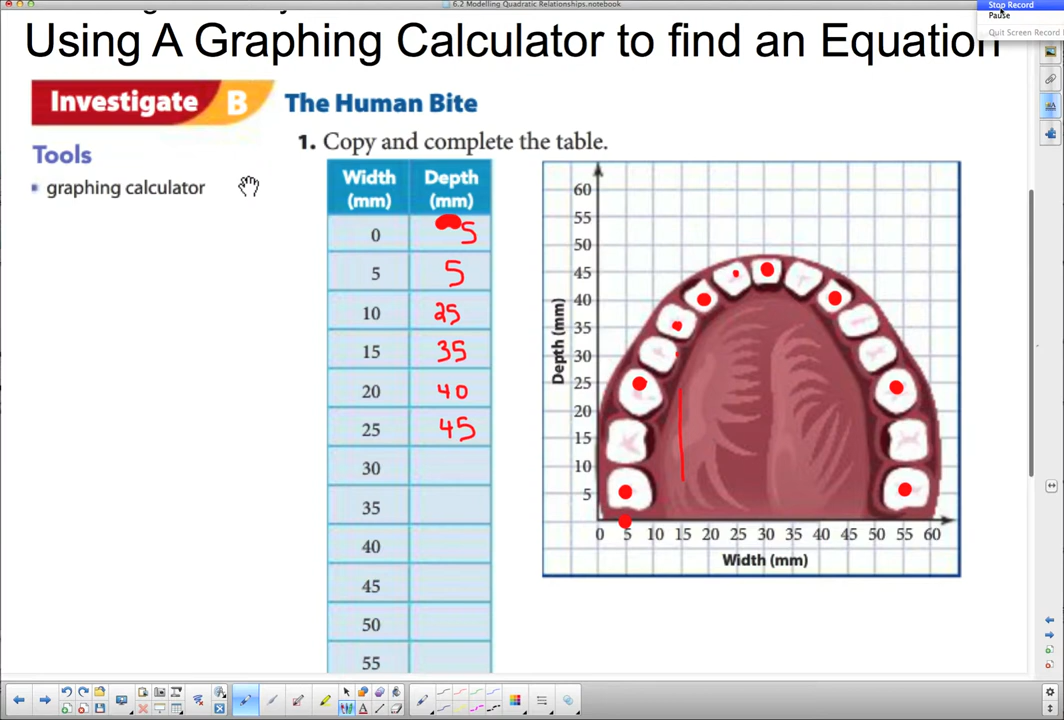 6.2 Modelling Quadratic Relationships.notebook
Stop Record
Pause
Quit Screen Record
Using A Graphing Calculator to find an Equation
Investigate B The Human Bite
1. Copy and complete the table.
Tools
graphing calculator
Width (mm) Depth (mm)
0 5
5 5
10 25
15 35
20 40
25 45
30
35
40
45
50
55
Depth (mm)
60
55
50
45
40
35
30
25
20
15
10
5
0 5 10 15 20 25 30 35 40 45 50 55 60
Width (mm)